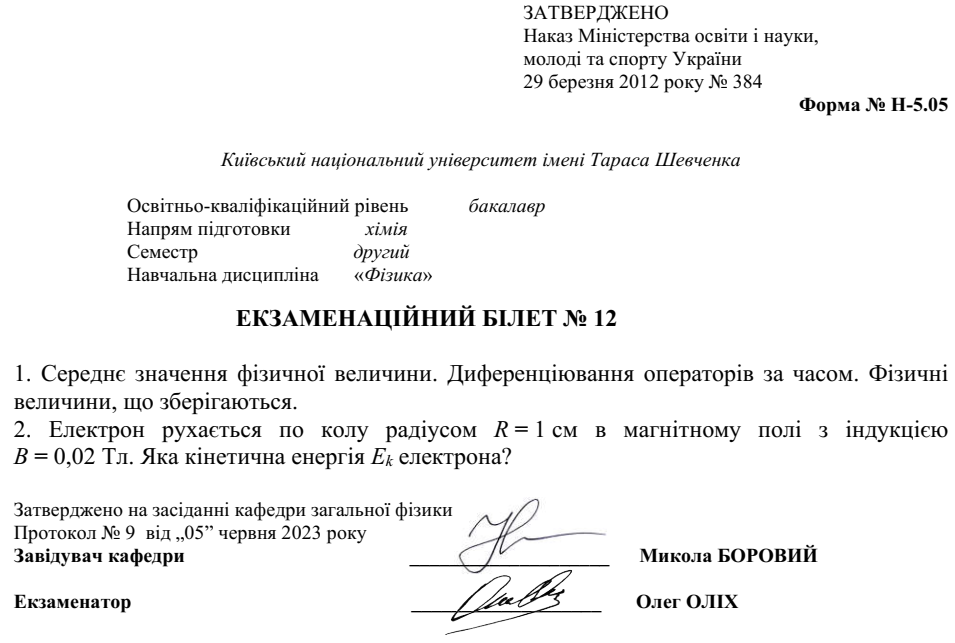 ЗАТВЕРДЖЕНО
Наказ Міністерства освіти і науки,
молоді та спорту України
29 березня 2012 року № 384
Форма № Н-5.05
Київський національний університет імені Тараса Шевченка
Освітньо-кваліфікаційний рівень бакалавр
Напрям підготовки хімія
Семестр другий
Навчальна дисципліна «Фізика»
ЕКЗАМЕНАЦІЙНИЙ БІЛЕТ № 12
1. Середнє значення фізичної величини. Диференціювання операторів за часом. Фізичні
величини, що зберігаються.
2. Електрон рухається по колу радіусом R = 1 см в магнітному полі з індукцією
B = 0,02 Тл. Яка кінетична енергія Ek електрона?
Затверджено на засіданні кафедри загальної фізики
Протокол № 9 від „05” червня 2023 року
Завідувач кафедри Микола БОРОВИЙ
Екзаменатор Олег ОЛІХ